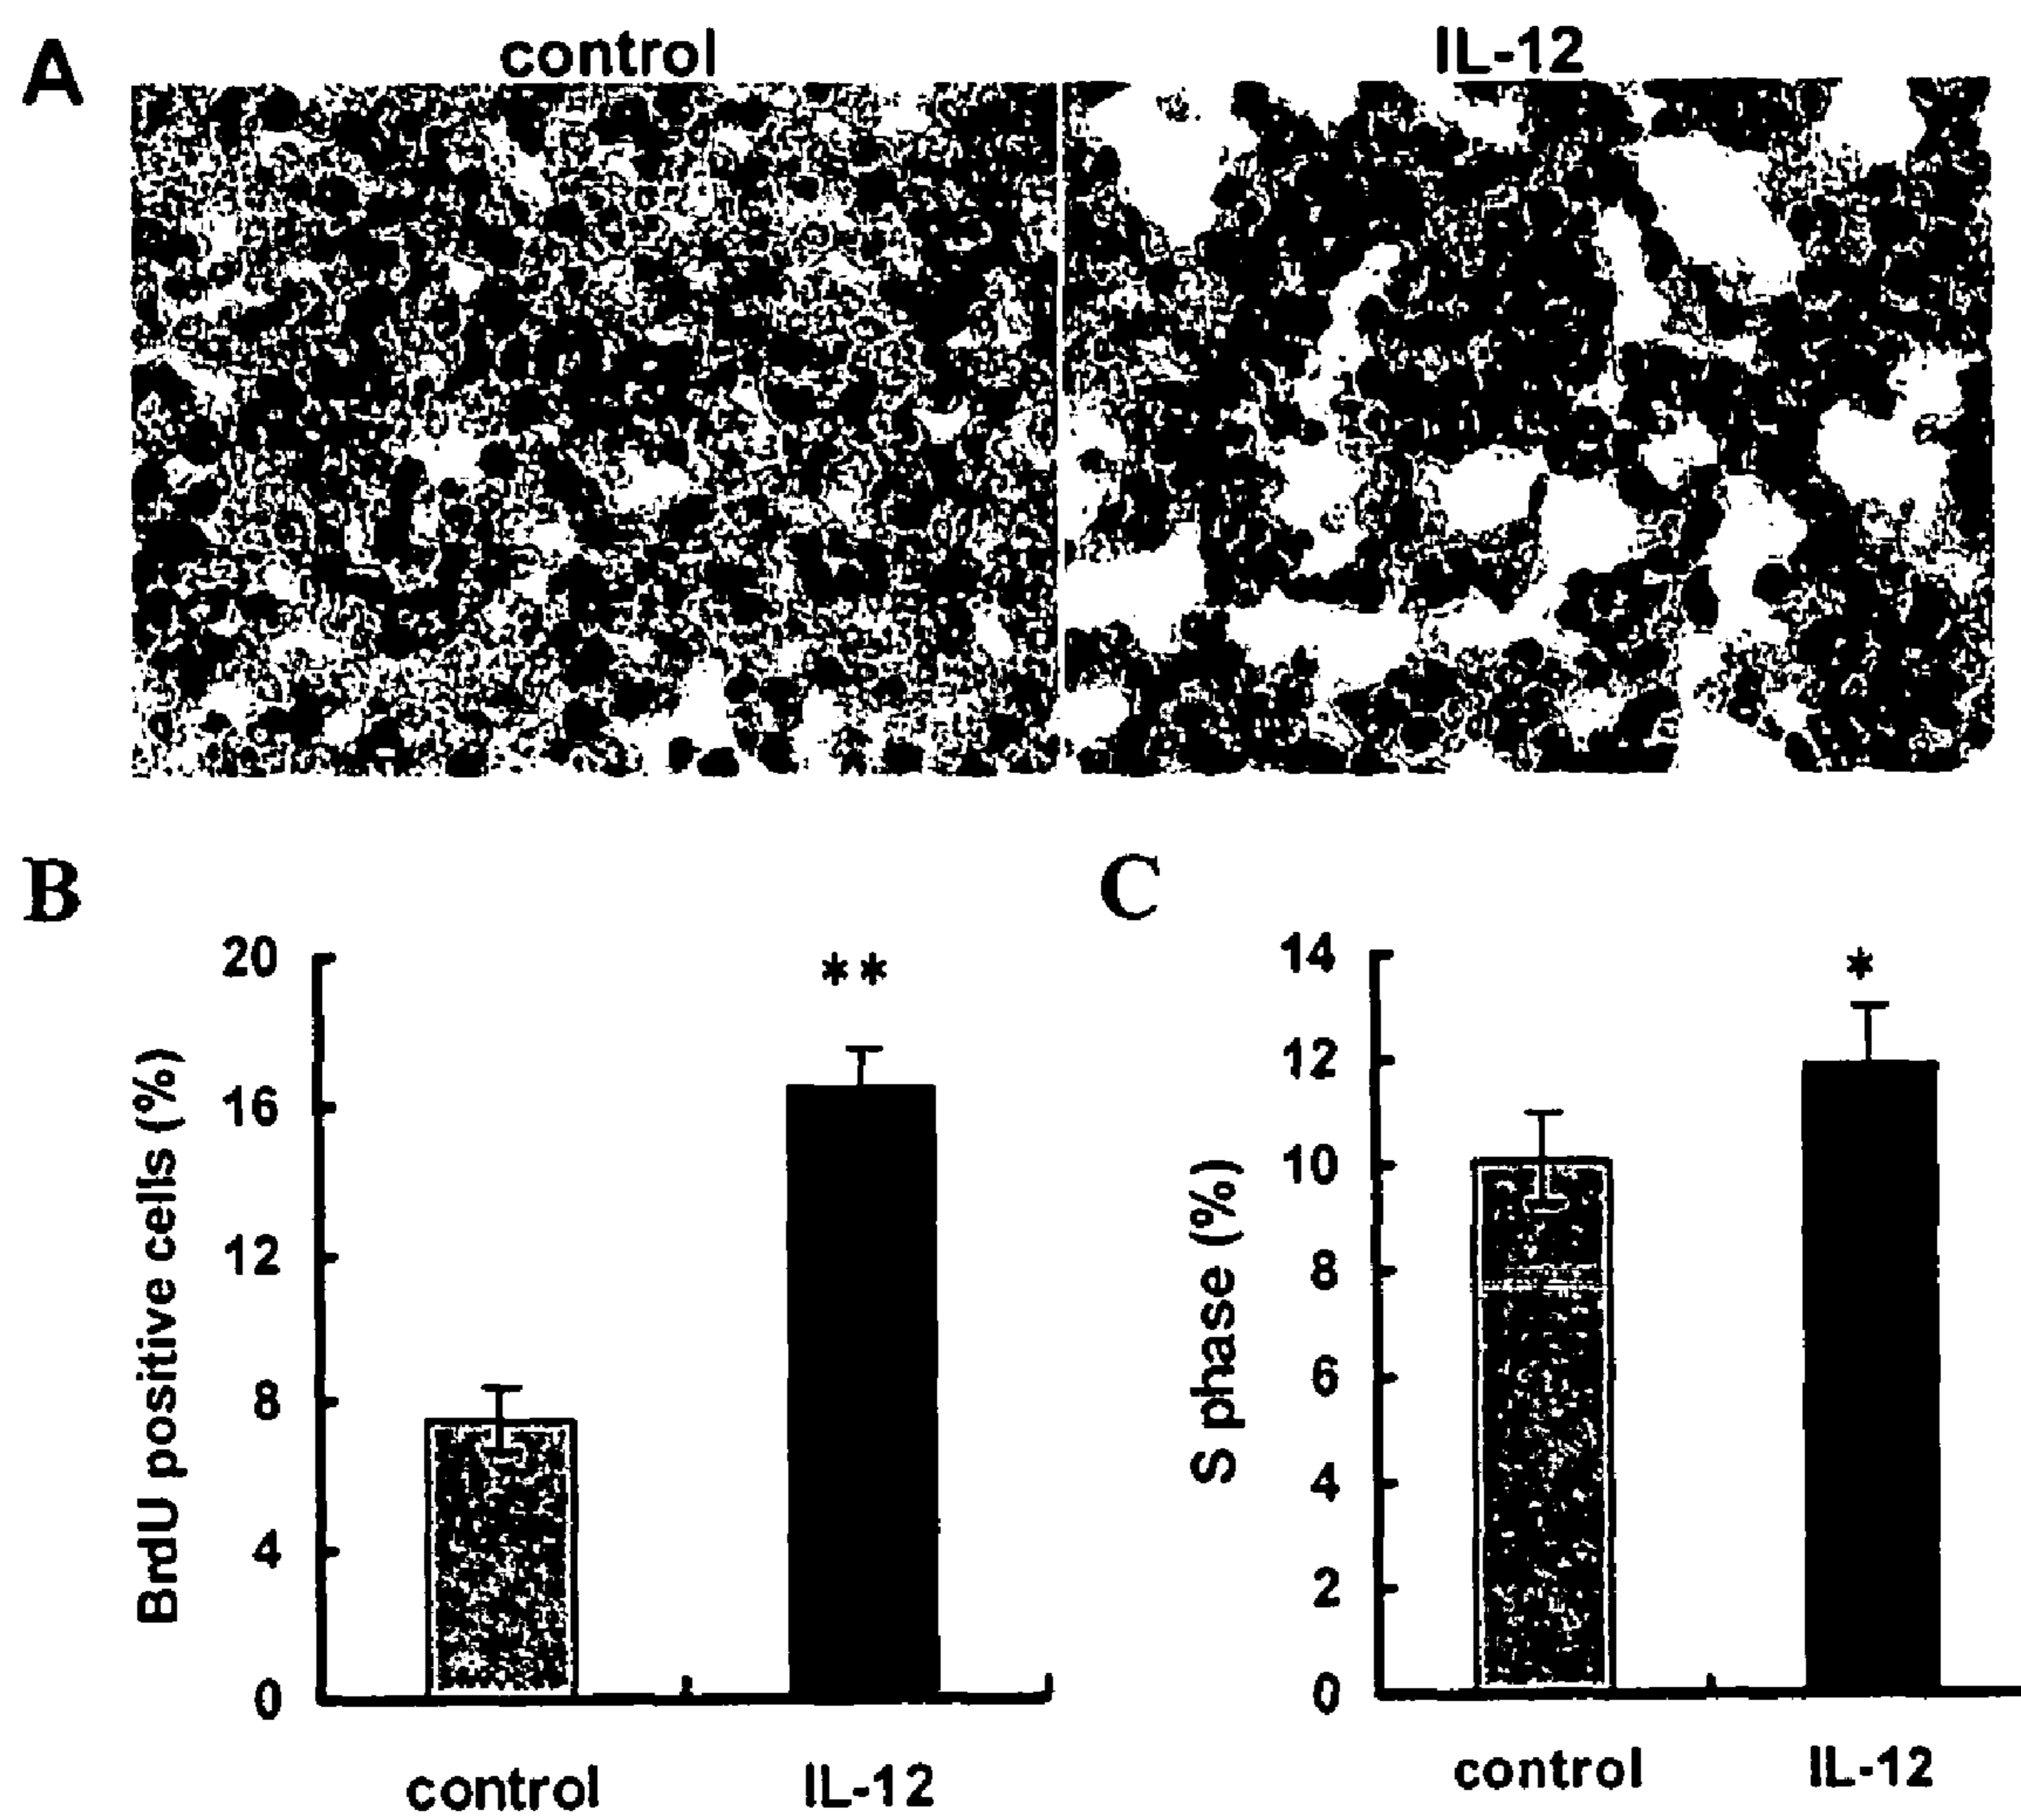 A
control
IL-12
B
BrdU positive cells (%)
20
16
12
8
4
0
**
control
IL-12
C
S phase (%)
14
12
10
8
6
4
2
0
*
control
IL-12